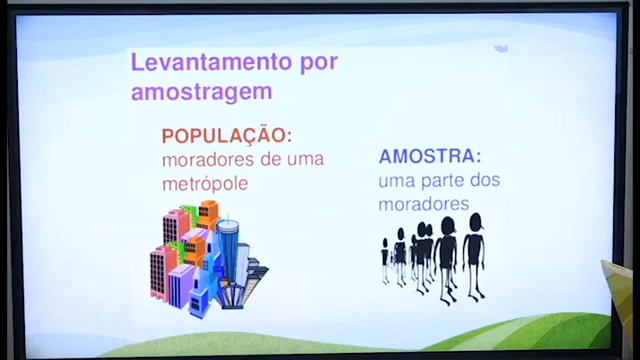 Levantamento por
amostragem
POPULAÇÃO:
moradores de uma
metrópole
AMOSTRA:
uma parte dos
moradores